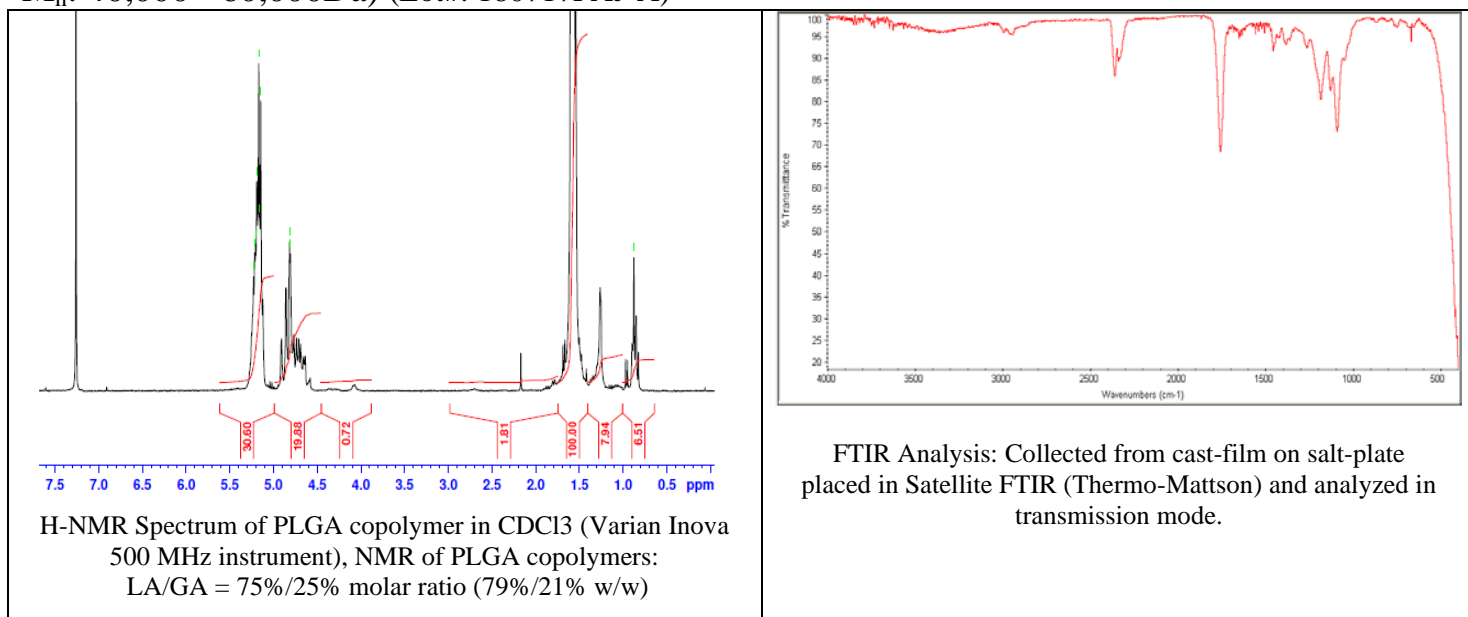 30.60
19.88
0.72
1.81
100.00
7.94
6.51
7.5 7.0 6.5 6.0 5.5 5.0 4.5 4.0 3.5 3.0 2.5 2.0 1.5 1.0 0.5 ppm
H-NMR Spectrum of PLGA copolymer in CDCl3 (Varian Inova
500 MHz instrument), NMR of PLGA copolymers:
LA/GA = 75%/25% molar ratio (79%/21% w/w)
% Transmittance
100
95
90
85
80
75
70
65
60
55
50
45
40
35
30
25
20
4000 3500 3000 2500 2000 1500 1000 500
Wavenumbers (cm-1)
FTIR Analysis: Collected from cast-film on salt-plate
placed in Satellite FTIR (Thermo-Mattson) and analyzed in
transmission mode.